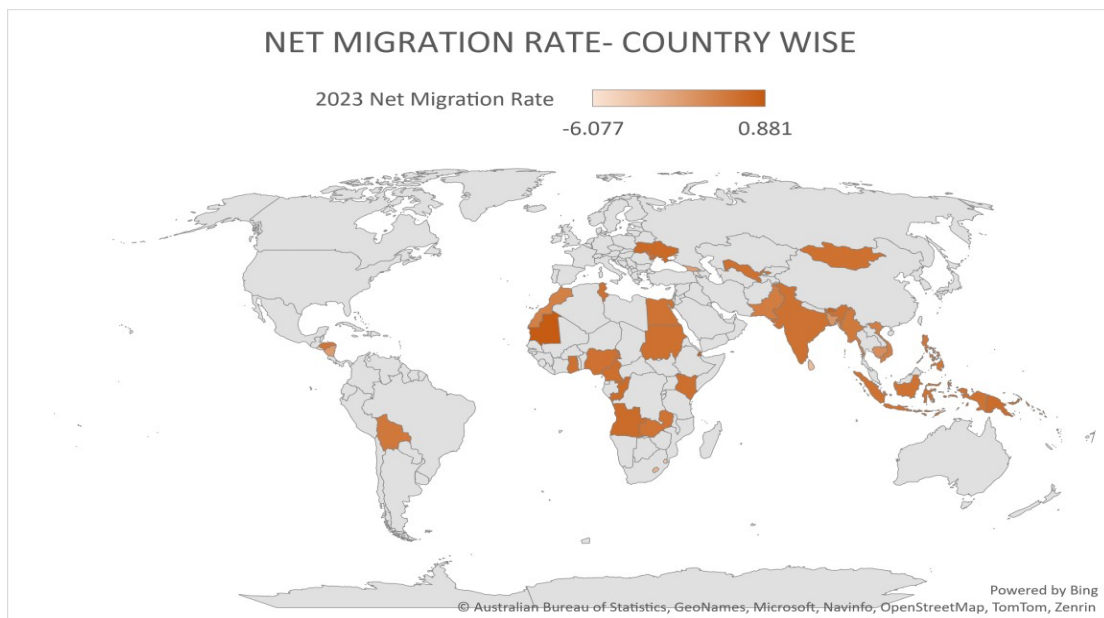 NET MIGRATION RATE- COUNTRY WISE
2023 Net Migration Rate
-6.077 0.881
Powered by Bing
© Australian Bureau of Statistics, GeoNames, Microsoft, Navinfo, OpenStreetMap, TomTom, Zenrin